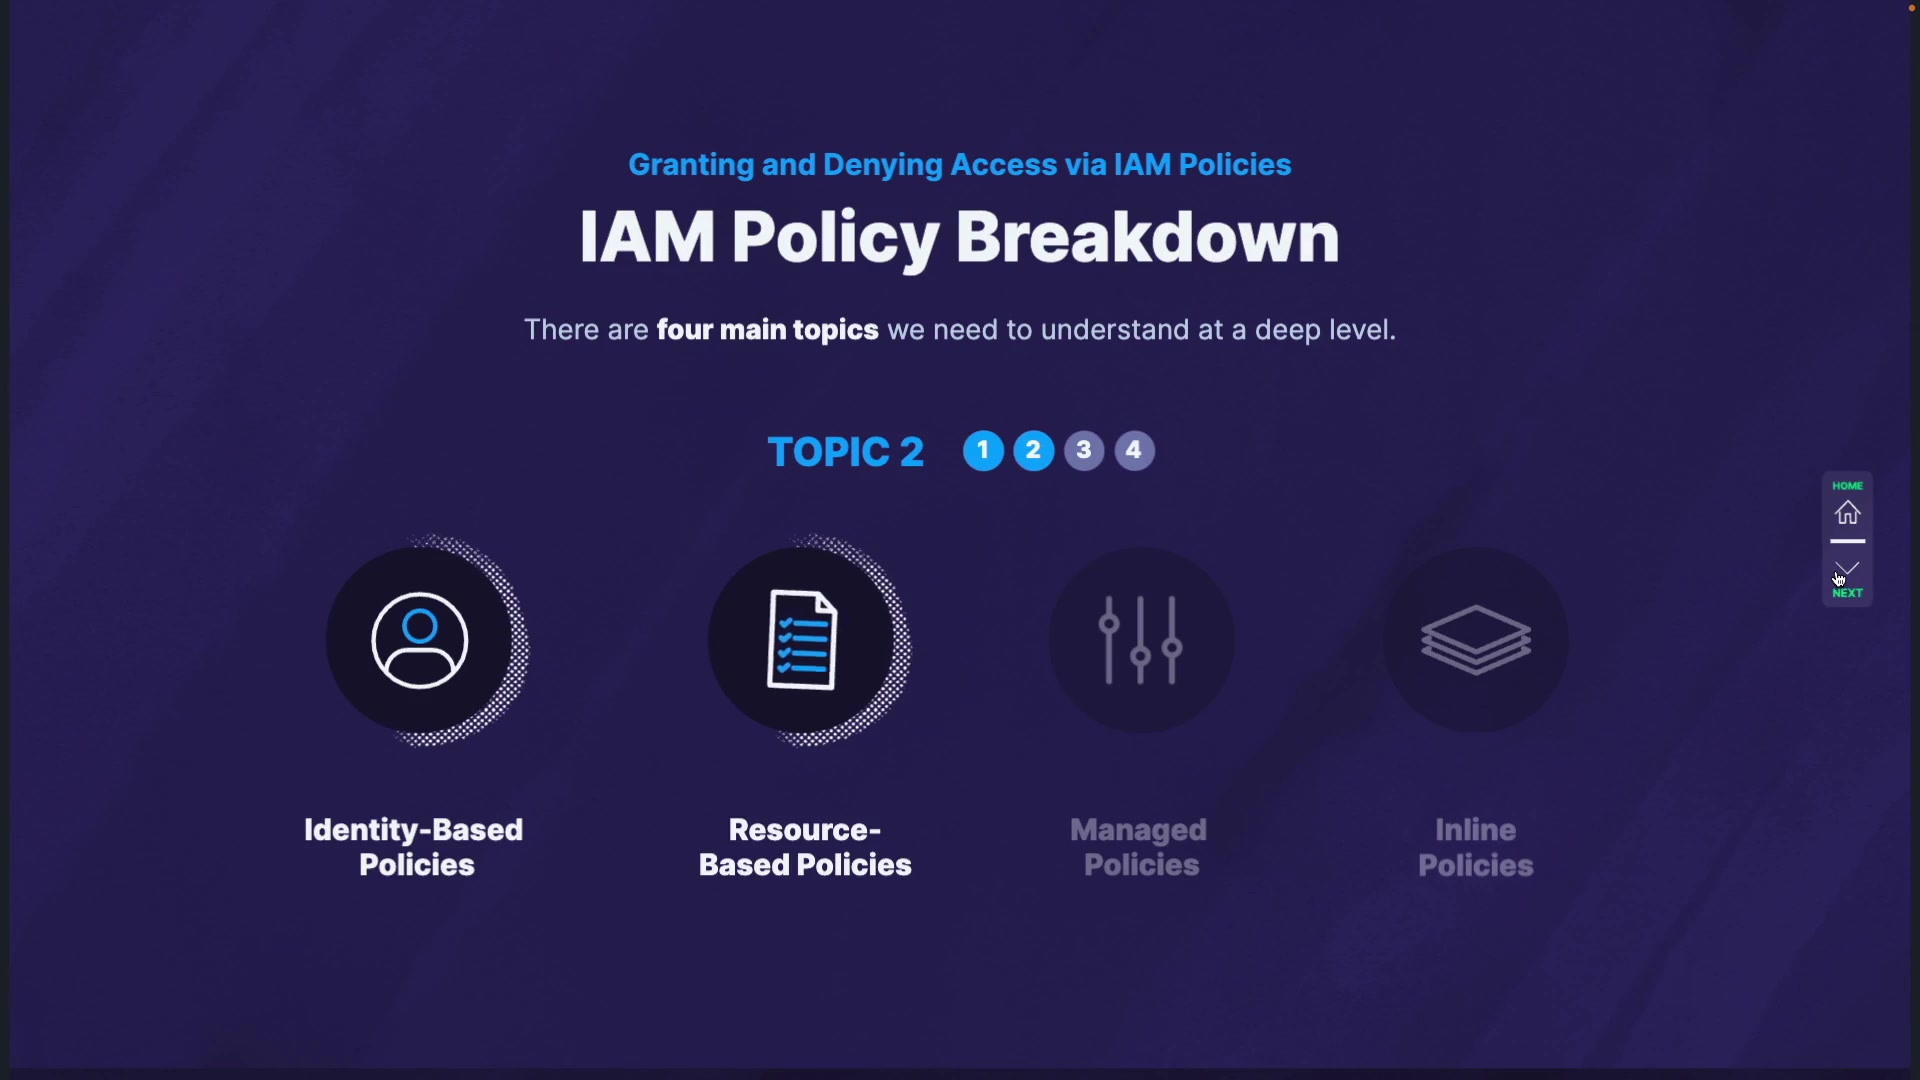 Granting and Denying Access via IAM Policies
IAM Policy Breakdown
There are four main topics we need to understand at a deep level.
TOPIC 2 1 2 3 4
HOME
NEXT
Identity-Based
Policies
Resource-
Based Policies
Managed
Policies
Inline
Policies